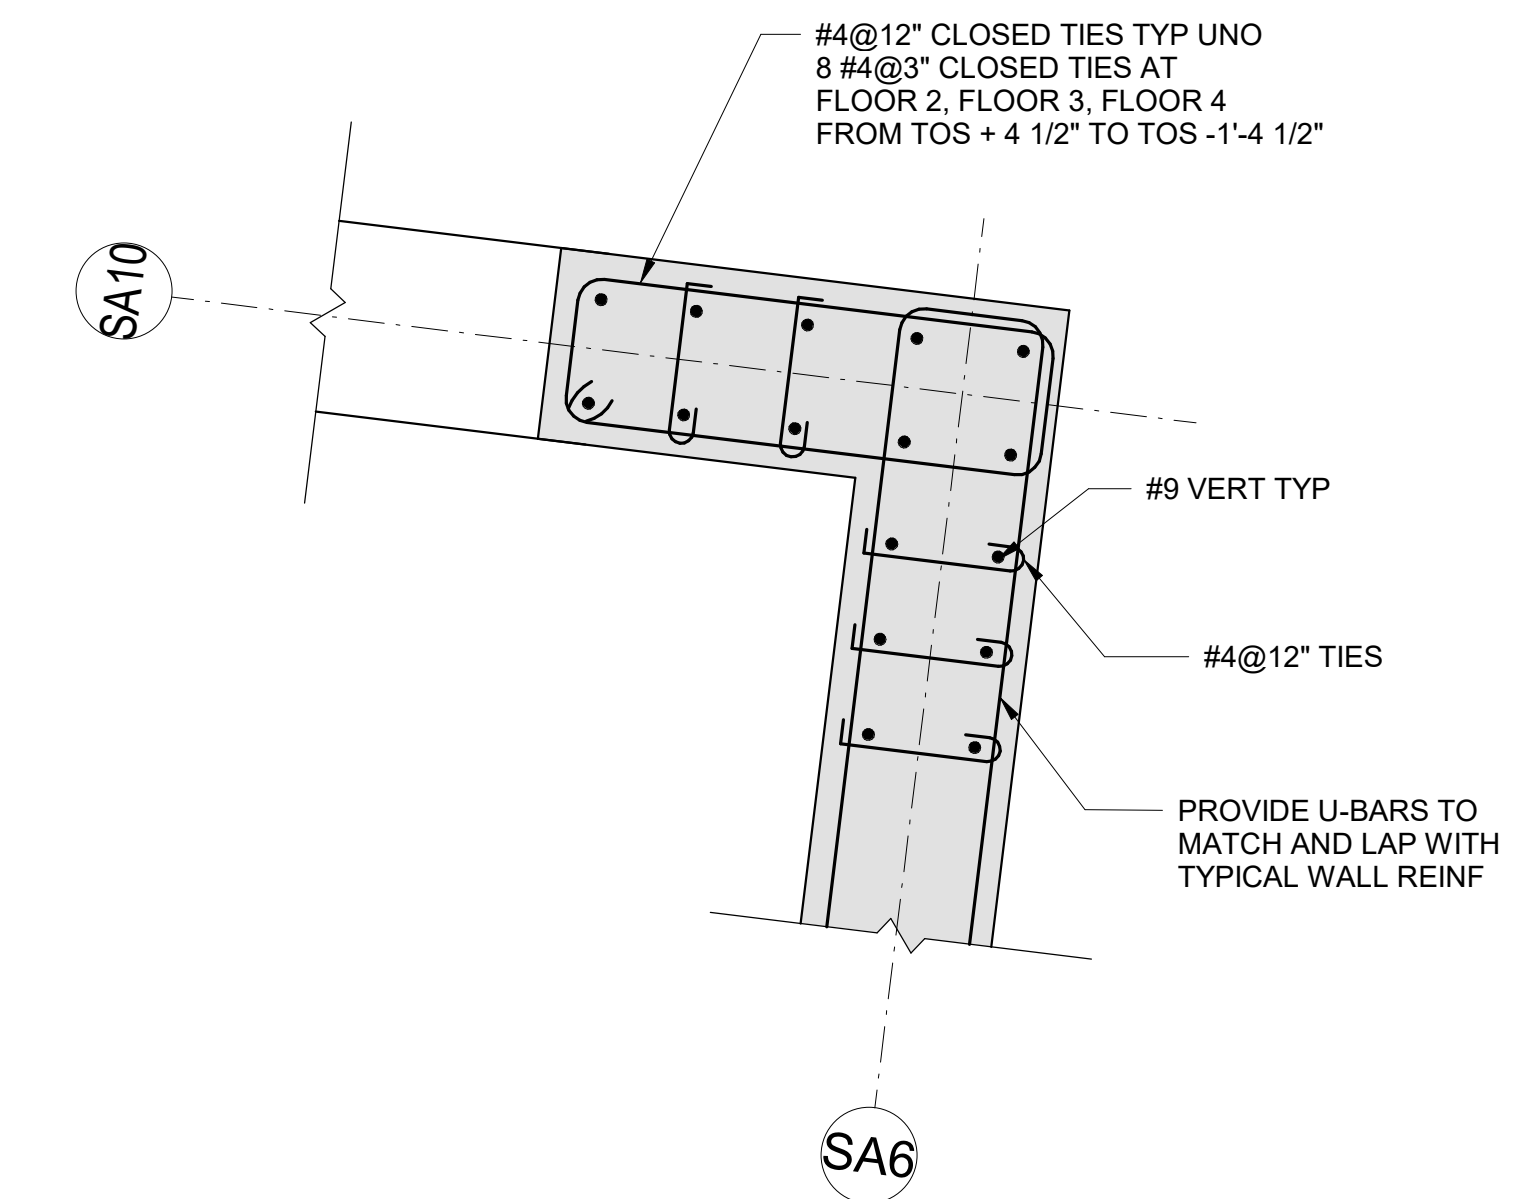 #4@12" CLOSED TIES TYP UNO
8 #4@3" CLOSED TIES AT
FLOOR 2, FLOOR 3, FLOOR 4
FROM TOS + 4 1/2" TO TOS -1'-4 1/2"
SA10
#9 VERT TYP
#4@12" TIES
PROVIDE U-BARS TO
MATCH AND LAP WITH
TYPICAL WALL REINF
SA6